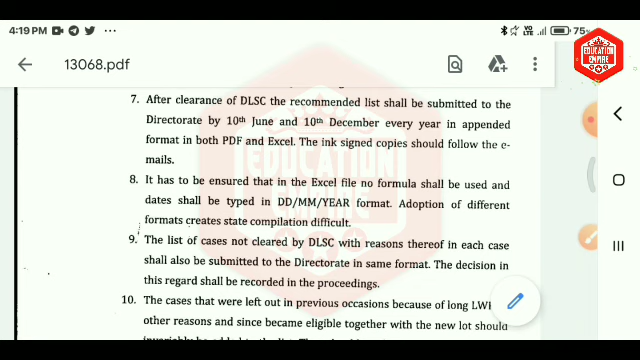 4:19 PM
VO
LTE
75
EDUCATION
EMPIRE
13068.pdf
7. After clearance of DLSC the recommended list shall be submitted to the
Directorate by 10th June and 10th December every year in appended
format in both PDF and Excel. The ink signed copies should follow the e-
mails.
8. It has to be ensured that in the Excel file no formula shall be used and
dates shall be typed in DD/MM/YEAR format. Adoption of different
formats creates state compilation difficult.
9. The list of cases not cleared by DLSC with reasons thereof in each case
shall also be submitted to the Directorate in same format. The decision in
this regard shall be recorded in the proceedings.
10. The cases that were left out in previous occasions because of long
other reasons and since became eligible together with the new lot should
EDUCATION
EMPIRE